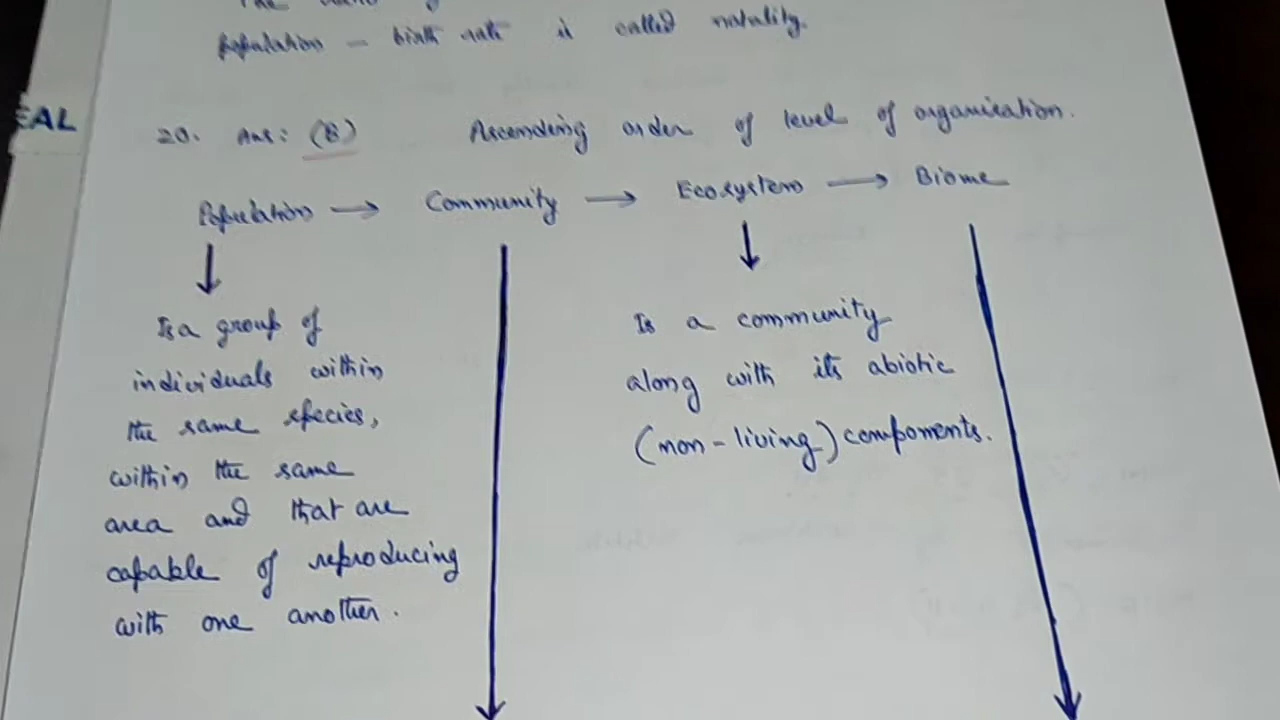 population - birth rate is called natality.
EAL
20. Ans: (B) Ascending order of level of organisation.
Population → Community → Ecosystem → Biome
Is a group of
individuals within
the same species,
within the same
area and that are
capable of reproducing
with one another.
Is a community
along with its abiotic
(non-living) components.